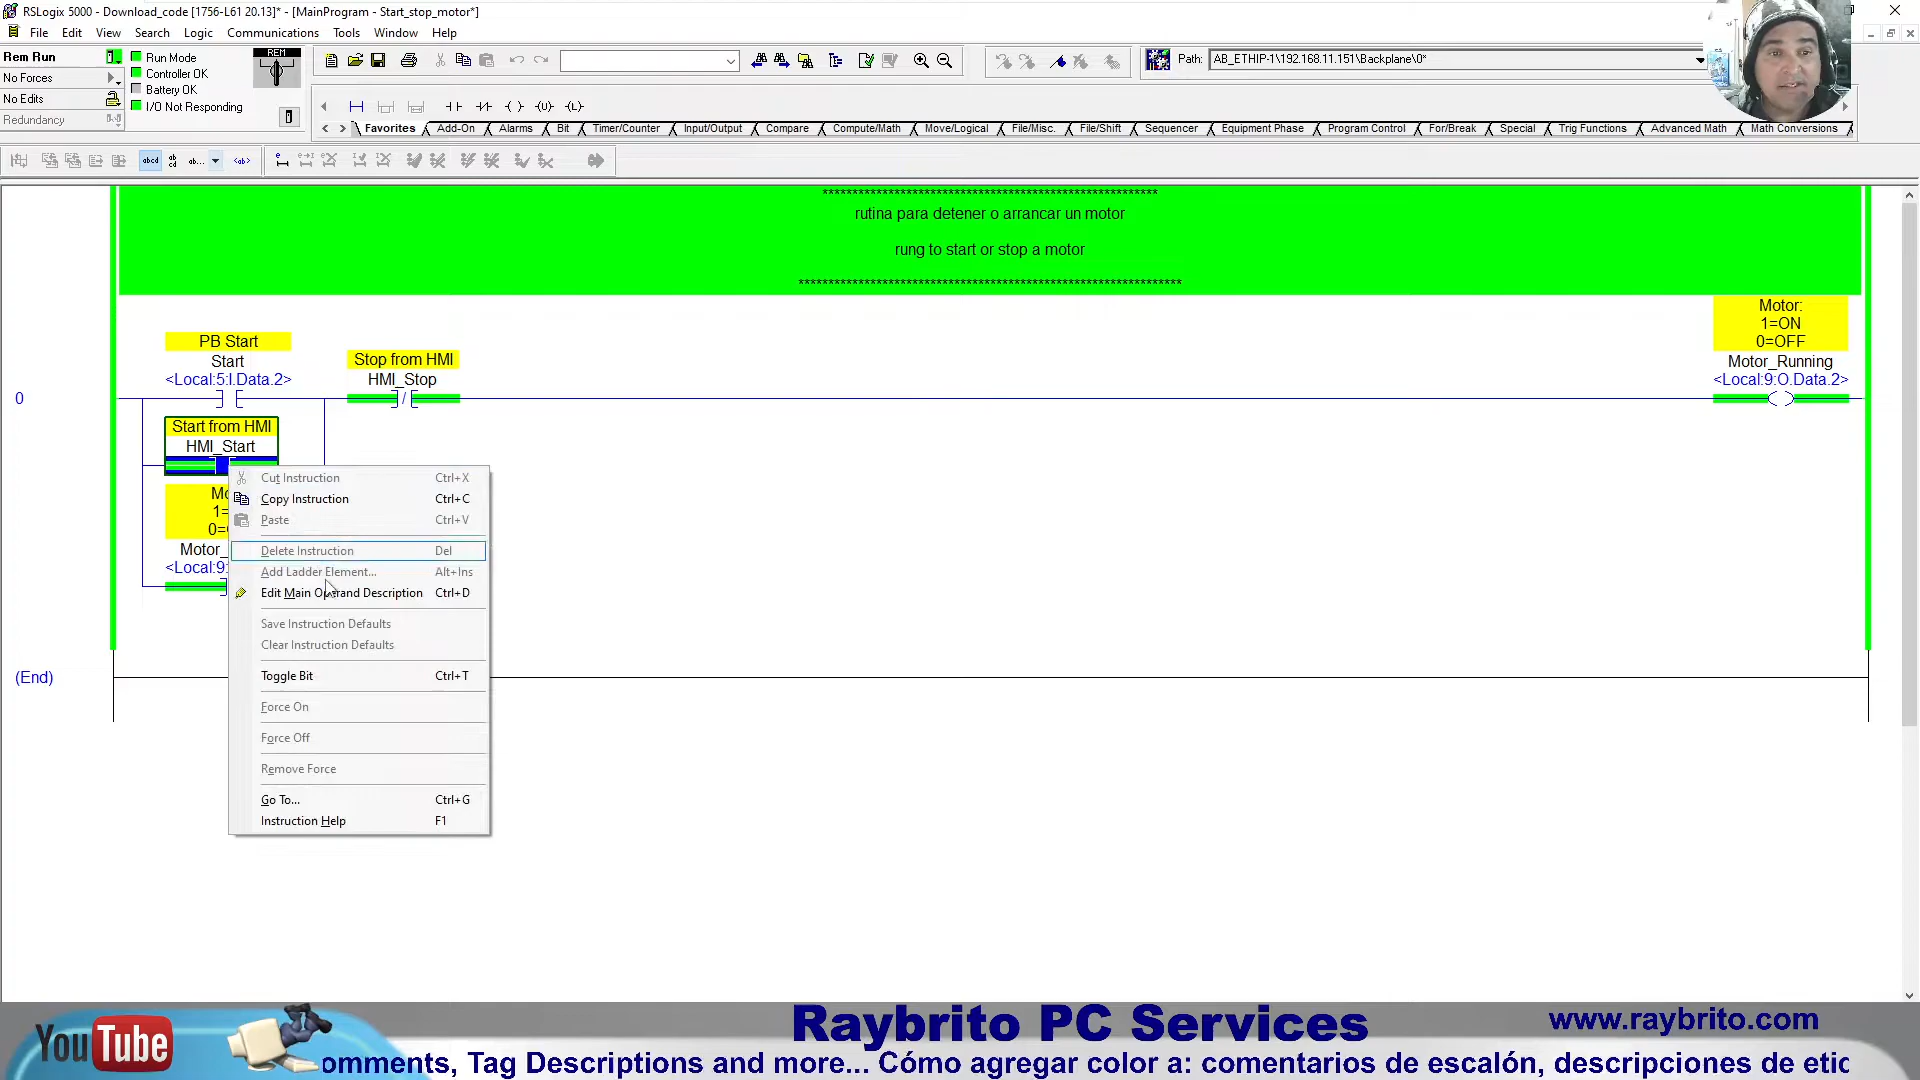 RSLogix 5000 - Download_code [1756-L61 20.13]* - [MainProgram - Start_stop_motor*]
File Edit View Search Logic Communications Tools Window Help
Rem Run
No Forces
No Edits
Redundancy
Run Mode
Controller OK
Battery OK
I/O Not Responding
REM
Path: AB_ETHIP-1\192.168.11.151\Backplane\0*
Favorites Add-On Alarms Bit Timer/Counter Input/Output Compare Compute/Math Move/Logical File/Misc. File/Shift Sequencer Equipment Phase Program Control For/Break Special Trig Functions Advanced Math Math Conversions
********************************************************
rutina para detener o arrancar un motor
rung to start or stop a motor
****************************************************************
Motor:
1=ON
0=OFF
Motor_Running
<Local:9:O.Data.2>
PB Start
Start
<Local:5:I.Data.2>
Stop from HMI
HMI_Stop
0
Start from HMI
HMI_Start
Mo
1=
0=
Motor_
<Local:9:
Cut Instruction Ctrl+X
Copy Instruction Ctrl+C
Paste Ctrl+V
Delete Instruction Del
Add Ladder Element... Alt+Ins
Edit Main Operand Description Ctrl+D
Save Instruction Defaults
Clear Instruction Defaults
Toggle Bit Ctrl+T
Force On
Force Off
Remove Force
Go To... Ctrl+G
Instruction Help F1
(End)
YouTube
Raybrito PC Services
www.raybrito.com
omments, Tag Descriptions and more... Cómo agregar color a: comentarios de escalón, descripciones de etic